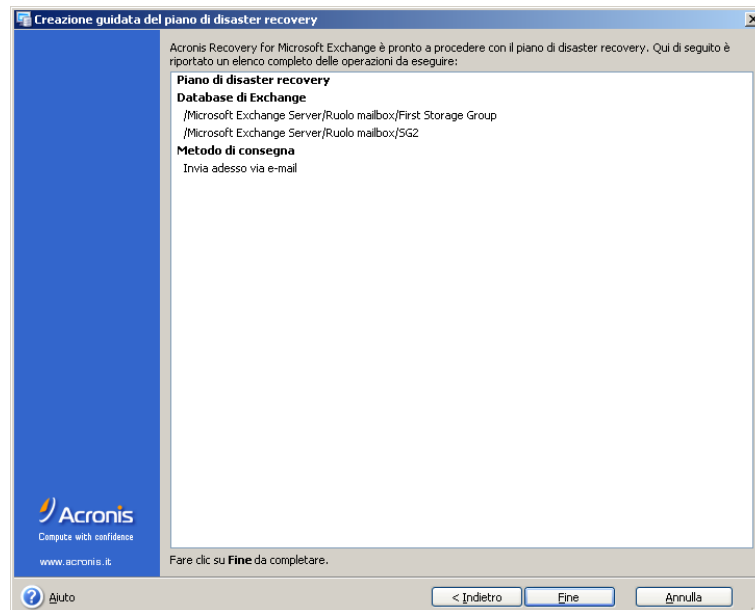 Creazione guidata del piano di disaster recovery
Acronis Recovery for Microsoft Exchange è pronto a procedere con il piano di disaster recovery. Qui di seguito è
riportato un elenco completo delle operazioni da eseguire:
Piano di disaster recovery
Database di Exchange
/Microsoft Exchange Server/Ruolo mailbox/First Storage Group
/Microsoft Exchange Server/Ruolo mailbox/SG2
Metodo di consegna
Invia adesso via e-mail
Acronis
Compute with confidence
www.acronis.it
Fare clic su Fine da completare.
Aiuto
< Indietro
Fine
Annulla